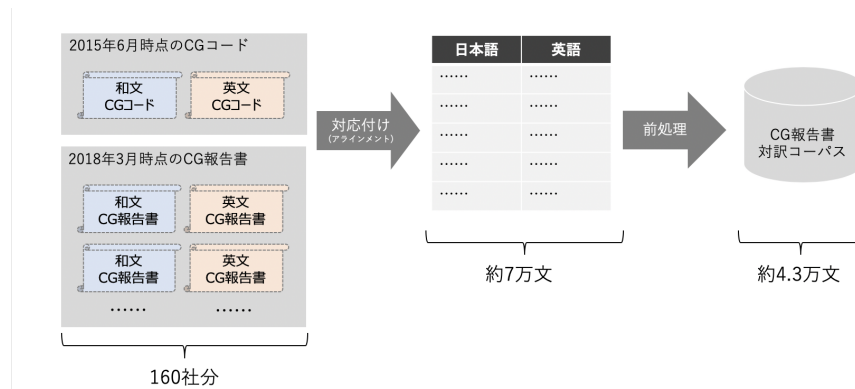 2015年6月時点のCGコード
和文
CGコード
英文
CGコード
2018年3月時点のCG報告書
和文
CG報告書
英文
CG報告書
和文
CG報告書
英文
CG報告書
……
……
160社分
対応付け
(アラインメント)
日本語 英語
…… ……
…… ……
…… ……
…… ……
…… ……
約7万文
前処理
CG報告書
対訳コーパス
約4.3万文